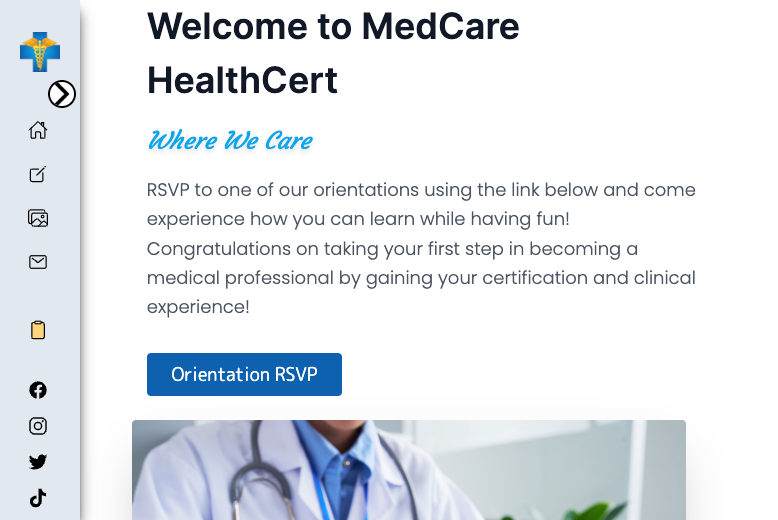 Welcome to MedCare
HealthCert
Where We Care
RSVP to one of our orientations using the link below and come
experience how you can learn while having fun!
Congratulations on taking your first step in becoming a
medical professional by gaining your certification and clinical
experience!
Orientation RSVP